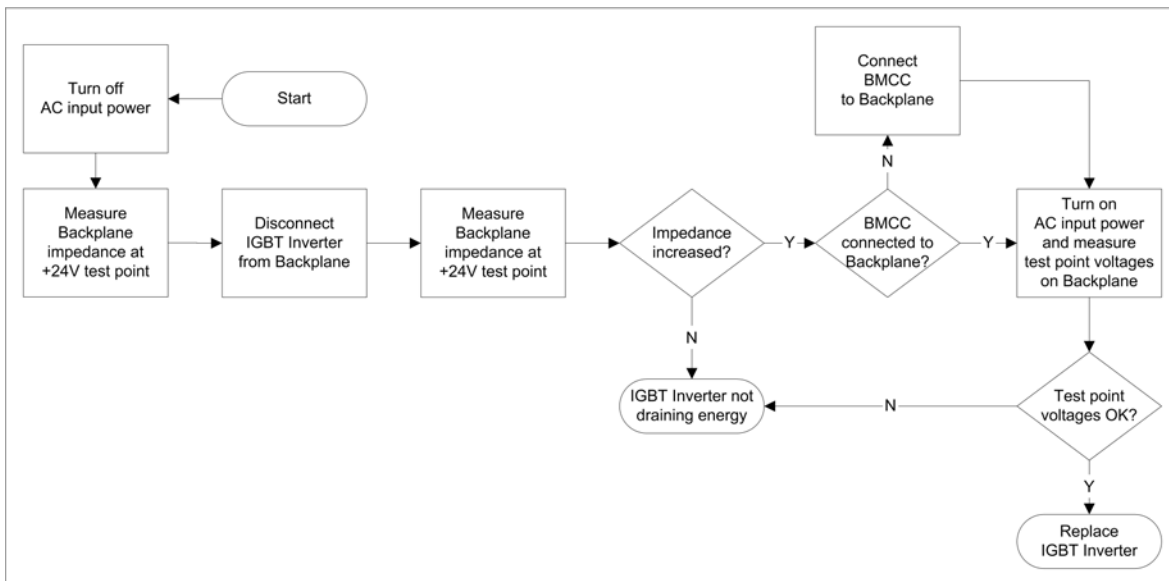 Start
Turn off
AC input power
Measure
Backplane
impedance at
+24V test point
Disconnect
IGBT Inverter
from Backplane
Measure
Backplane
impedance at
+24V test point
Impedance
increased?
Y
N
BMCC
connected to
Backplane?
N
Y
Connect
BMCC
to Backplane
Turn on
AC input power
and measure
test point voltages
on Backplane
Test point
voltages OK?
N
Y
IGBT Inverter not
draining energy
Replace
IGBT Inverter